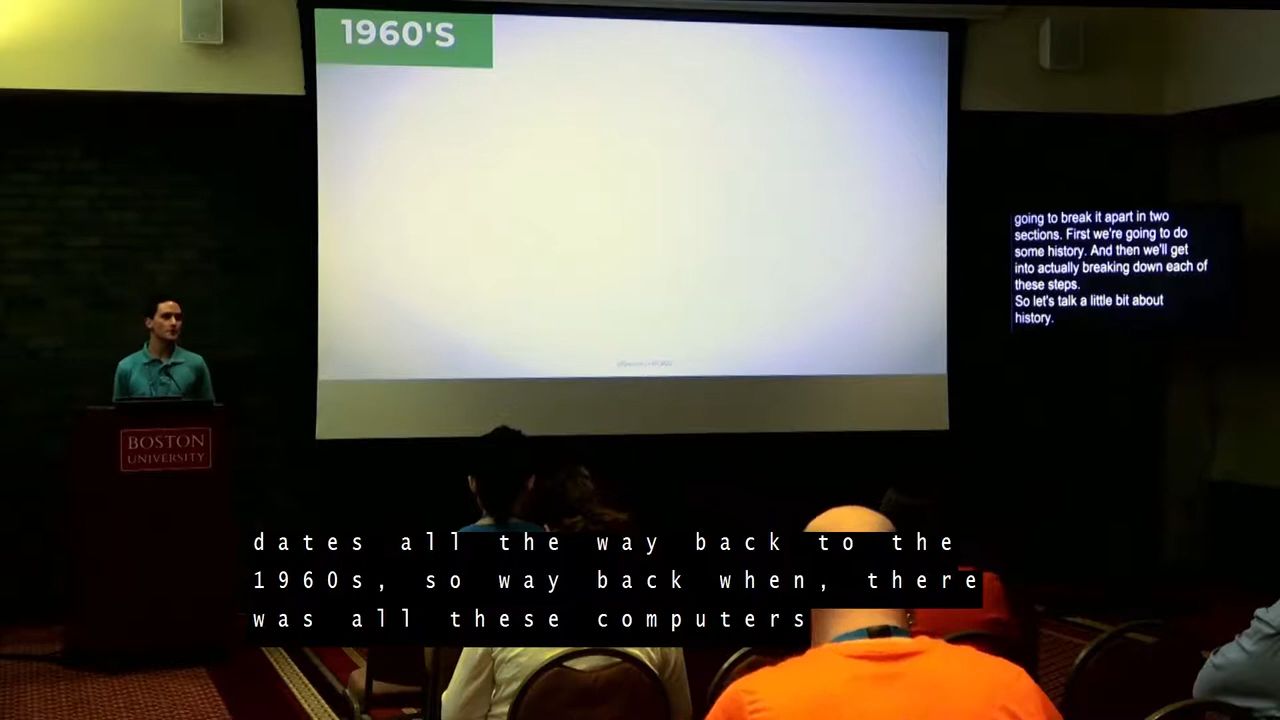 1960'S
going to break it apart in two
sections. First we're going to do
some history. And then we'll get
into actually breaking down each of
these steps.
So let's talk a little bit about
history.
BOSTON
UNIVERSITY
dates all the way back to the
1960s, so way back when, there
was all these computers